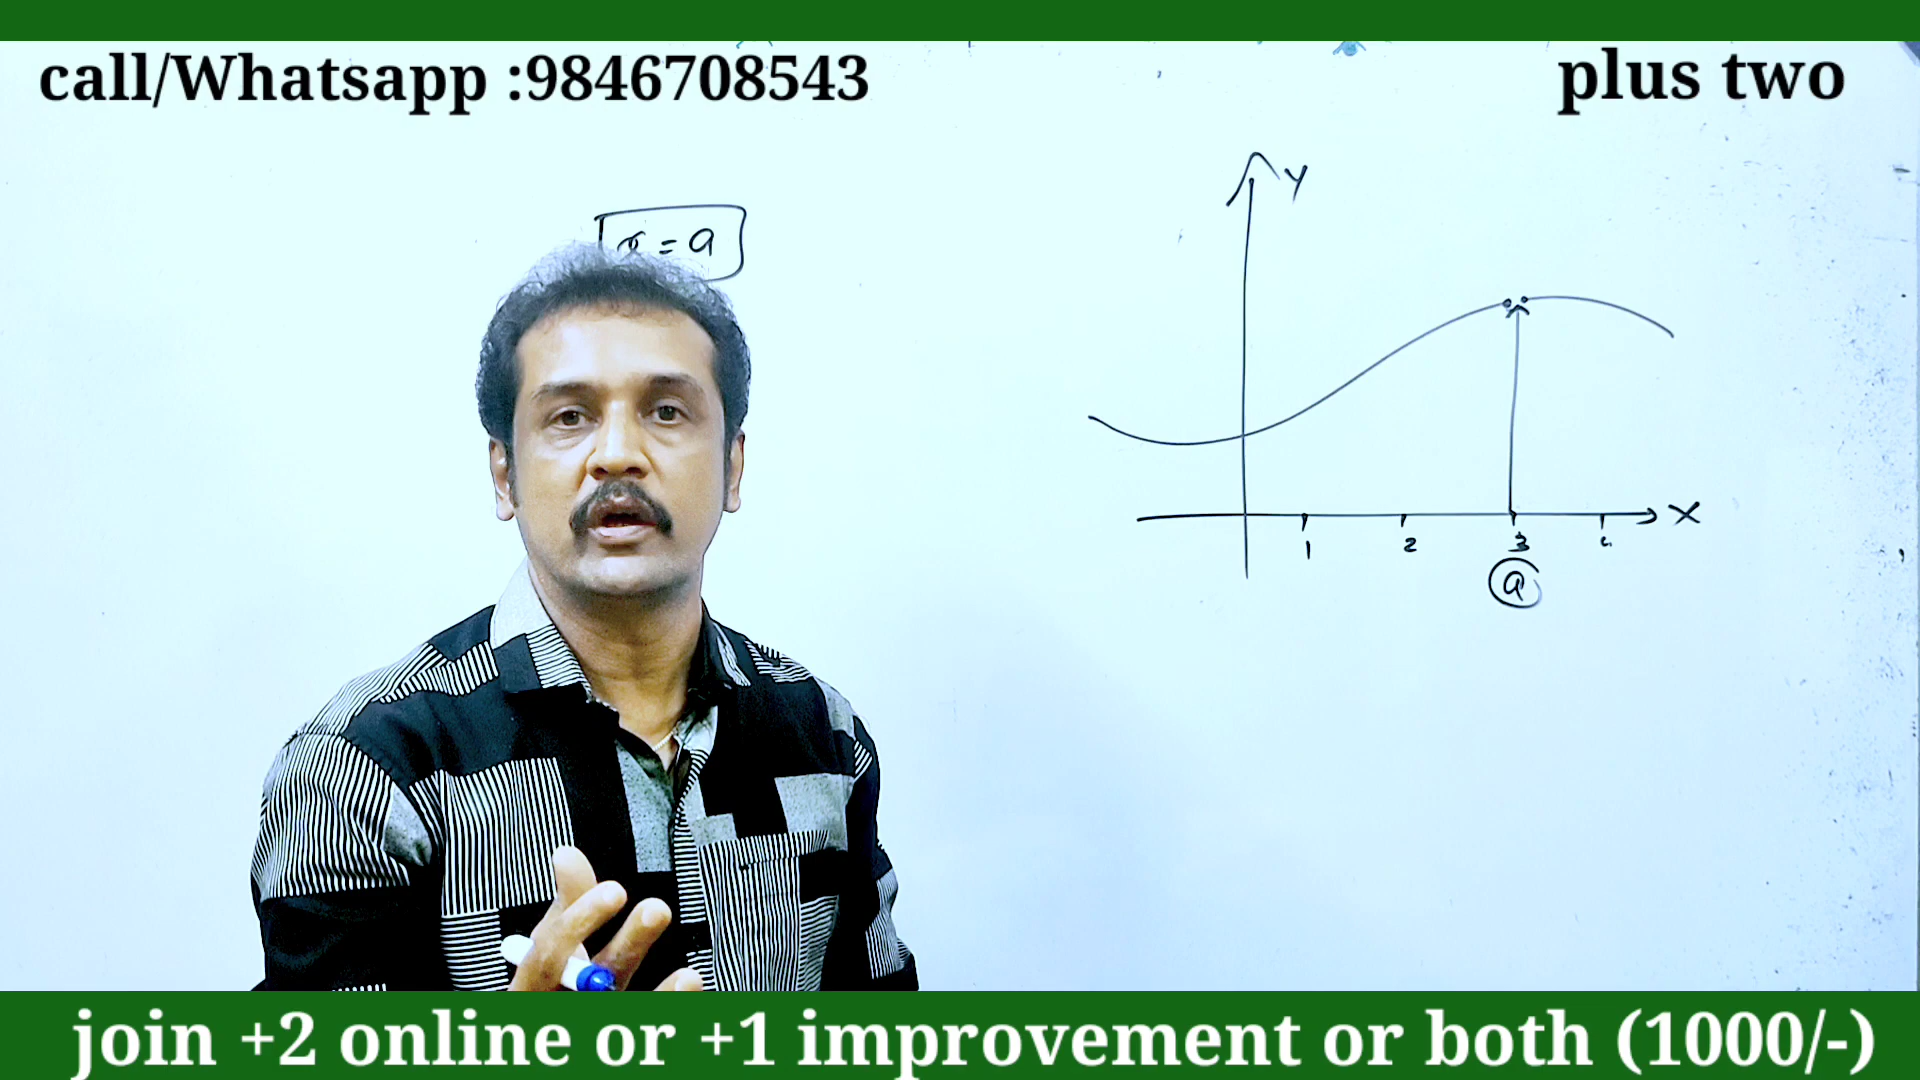 call/Whatsapp :9846708543
plus two
Y
x = a
X
1 2 3
a
join +2 online or +1 improvement or both (1000/-)